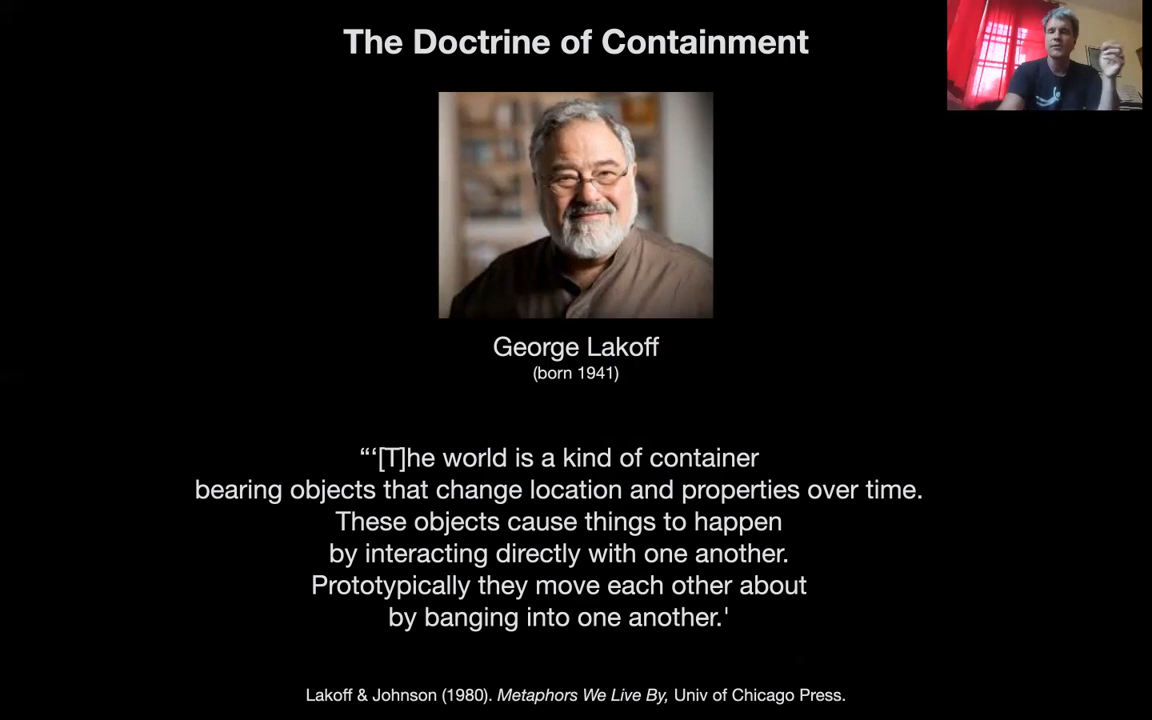 The Doctrine of Containment
George Lakoff
(born 1941)
“‘[T]he world is a kind of container
bearing objects that change location and properties over time.
These objects cause things to happen
by interacting directly with one another.
Prototypically they move each other about
by banging into one another.'
Lakoff & Johnson (1980). Metaphors We Live By, Univ of Chicago Press.